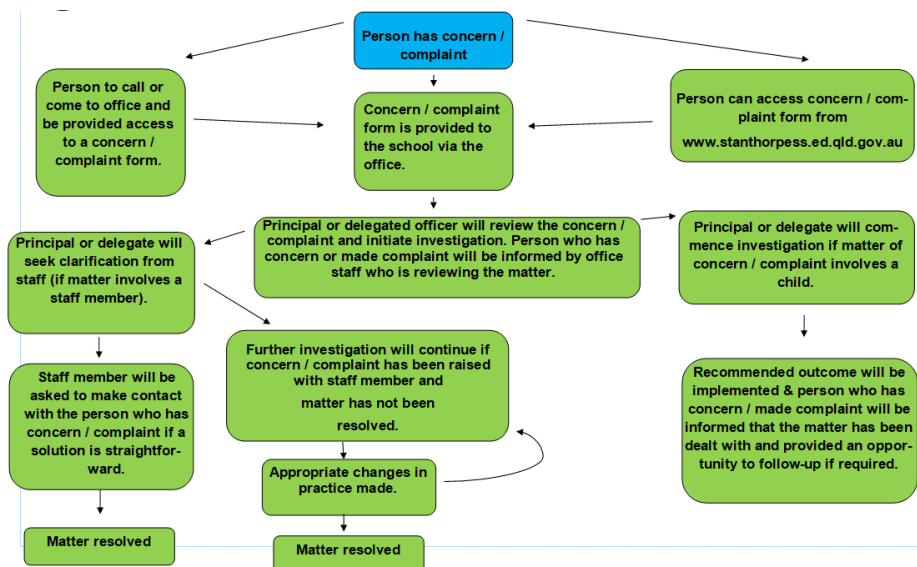 Person has concern /
complaint
Person to call or
come to office and
be provided access
to a concern /
complaint form.
Concern / complaint
form is provided to
the school via the
office.
Person can access concern / com-
plaint form from
www.stanthorpess.ed.qld.gov.au
Principal or delegated officer will review the concern /
complaint and initiate investigation. Person who has
concern or made complaint will be informed by office
staff who is reviewing the matter.
Principal or delegate will
seek clarification from
staff (if matter involves a
staff member).
Principal or delegate will com-
mence investigation if matter of
concern / complaint involves a
child.
Further investigation will continue if
concern / complaint has been raised
with staff member and
matter has not been
resolved.
Staff member will be
asked to make contact
with the person who has
concern / complaint if a
solution is straightfor-
ward.
Recommended outcome will be
implemented & person who has
concern / made complaint will be
informed that the matter has been
dealt with and provided an oppor-
tunity to follow-up if required.
Appropriate changes in
practice made.
Matter resolved
Matter resolved